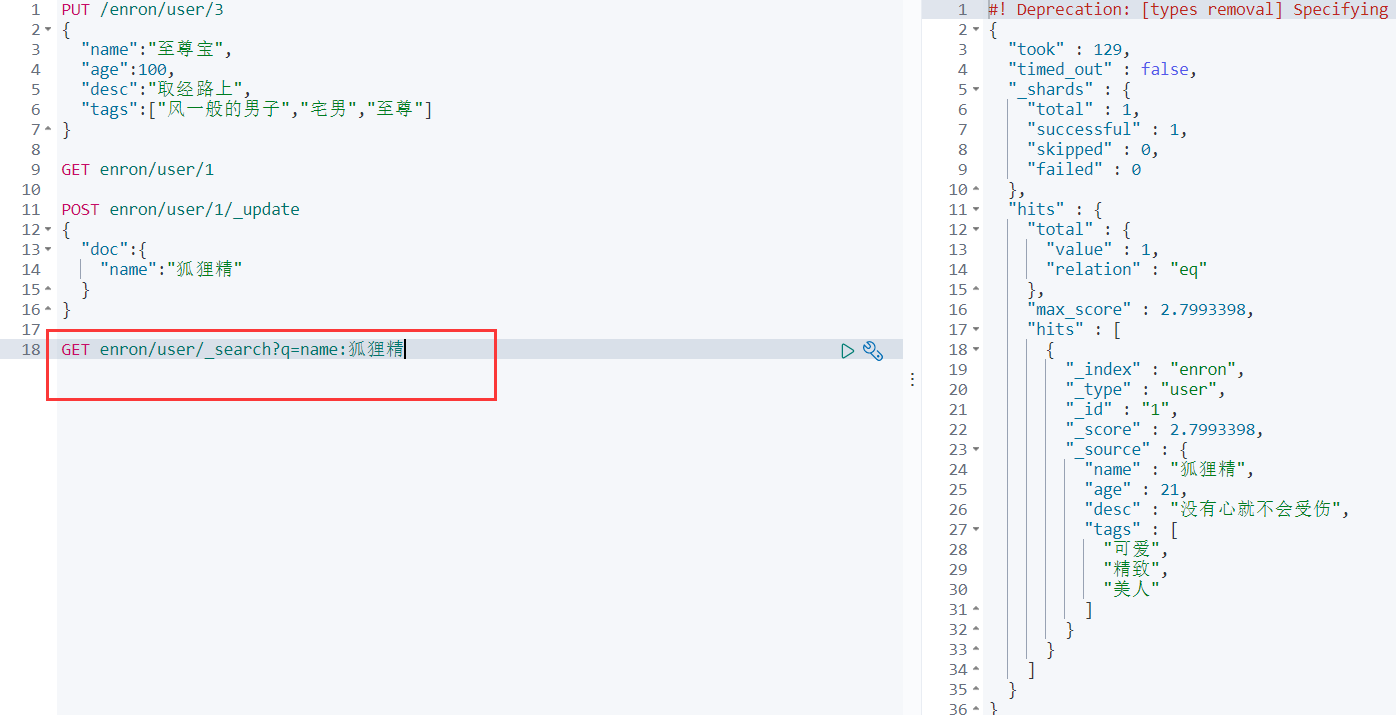 1 PUT /enron/user/3
2 {
3 "name":"至尊宝",
4 "age":100,
5 "desc":"取经路上",
6 "tags":["风一般的男子","宅男","至尊"]
7 }
8
9 GET enron/user/1
10
11 POST enron/user/1/_update
12 {
13 "doc":{
14 "name":"狐狸精"
15 }
16 }
17
18 GET enron/user/_search?q=name:狐狸精
1 #! Deprecation: [types removal] Specifying
2 {
3 "took" : 129,
4 "timed_out" : false,
5 "_shards" : {
6 "total" : 1,
7 "successful" : 1,
8 "skipped" : 0,
9 "failed" : 0
10 },
11 "hits" : {
12 "total" : {
13 "value" : 1,
14 "relation" : "eq"
15 },
16 "max_score" : 2.7993398,
17 "hits" : [
18 {
19 "_index" : "enron",
20 "_type" : "user",
21 "_id" : "1",
22 "_score" : 2.7993398,
23 "_source" : {
24 "name" : "狐狸精",
25 "age" : 21,
26 "desc" : "没有心就不会受伤",
27 "tags" : [
28 "可爱",
29 "精致",
30 "美人"
31 ]
32 }
33 }
34 ]
35 }
36 }